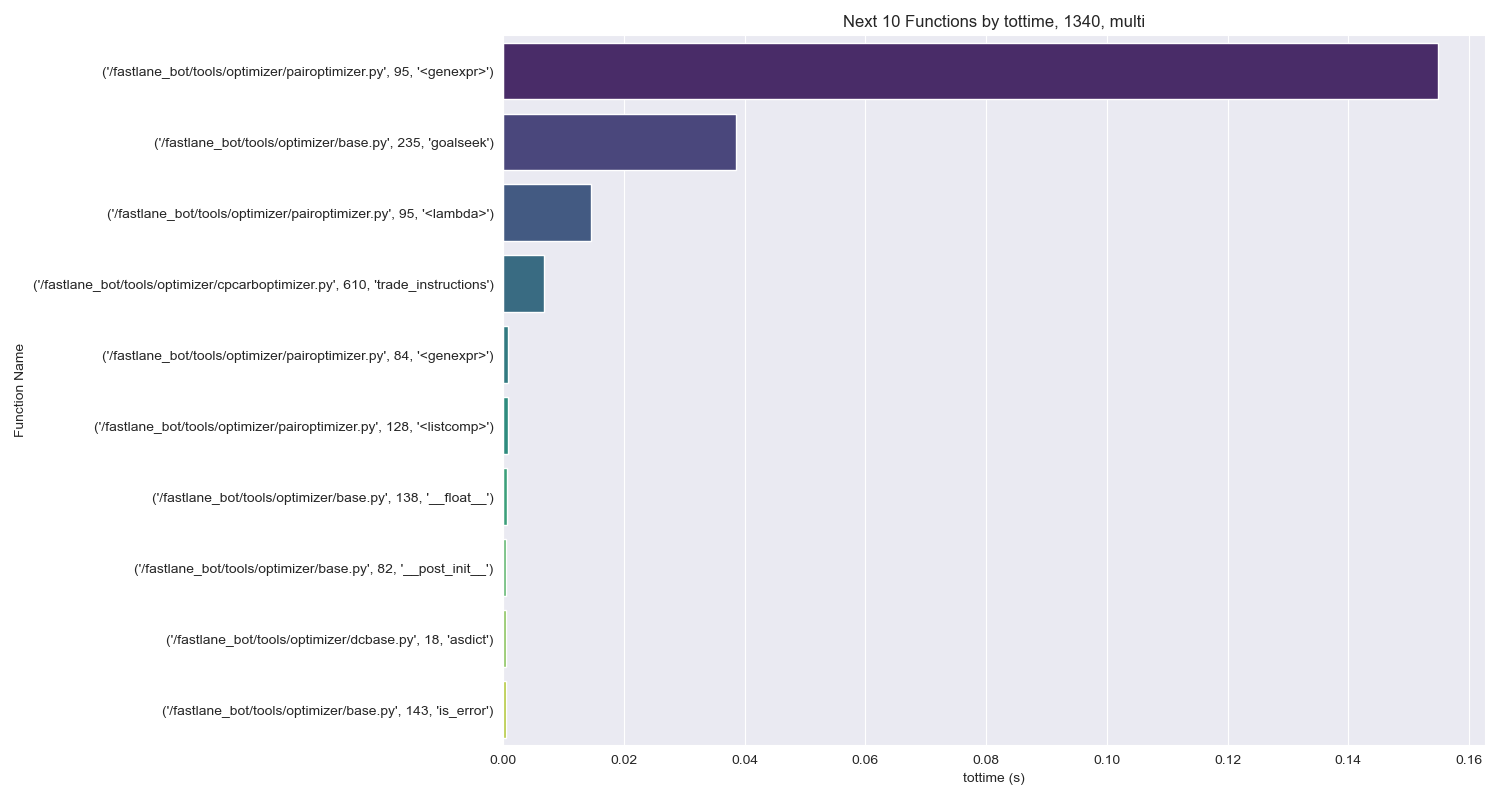 Next 10 Functions by tottime, 1340, multi
('/fastlane_bot/tools/optimizer/pairoptimizer.py', 95, '<genexpr>')
('/fastlane_bot/tools/optimizer/base.py', 235, 'goalseek')
('/fastlane_bot/tools/optimizer/pairoptimizer.py', 95, '<lambda>')
('/fastlane_bot/tools/optimizer/cpcarboptimizer.py', 610, 'trade_instructions')
('/fastlane_bot/tools/optimizer/pairoptimizer.py', 84, '<genexpr>')
('/fastlane_bot/tools/optimizer/pairoptimizer.py', 128, '<listcomp>')
('/fastlane_bot/tools/optimizer/base.py', 138, '__float__')
('/fastlane_bot/tools/optimizer/base.py', 82, '__post_init__')
('/fastlane_bot/tools/optimizer/dcbase.py', 18, 'asdict')
('/fastlane_bot/tools/optimizer/base.py', 143, 'is_error')
Function Name
0.00 0.02 0.04 0.06 0.08 0.10 0.12 0.14 0.16
tottime (s)